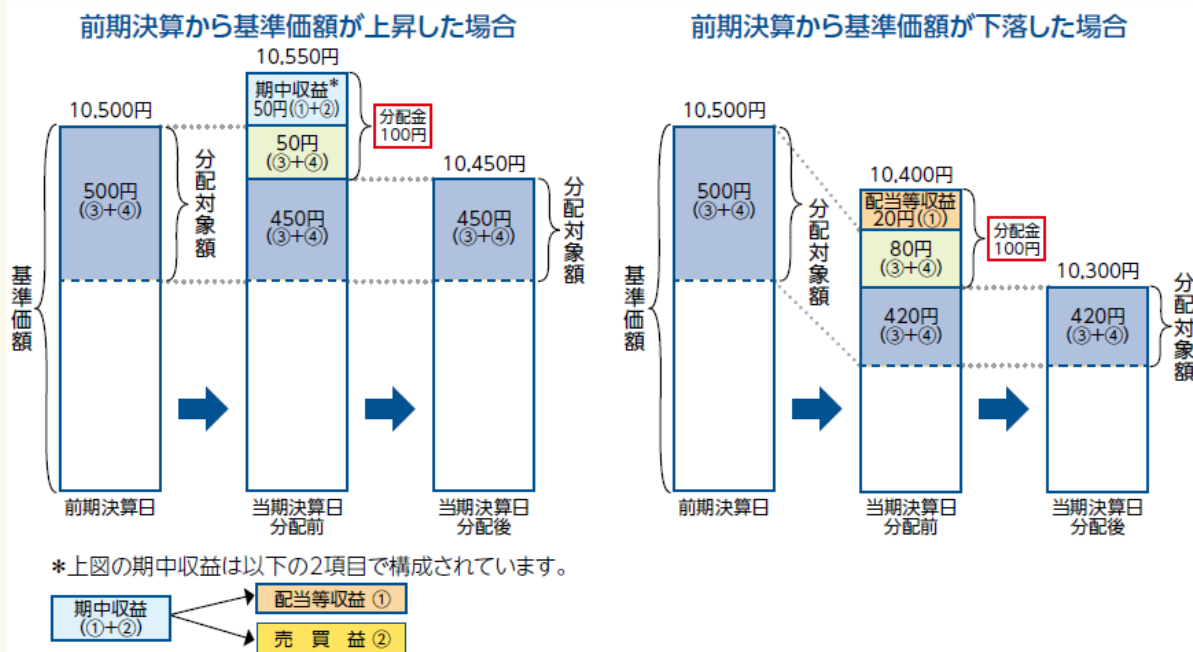 前期決算から基準価額が上昇した場合
10,500円
500円
(③+④)
分配対象額
基準価額
前期決算日
10,550円
期中収益*
50円(①+②)
50円
(③+④)
450円
(③+④)
分配金
100円
当期決算日
分配前
10,450円
450円
(③+④)
分配対象額
当期決算日
分配後
*上図の期中収益は以下の2項目で構成されています。
期中収益
(①+②)
配当等収益 ①
売 買 益 ②
前期決算から基準価額が下落した場合
10,500円
500円
(③+④)
分配対象額
基準価額
前期決算日
10,400円
配当等収益
20円(①)
80円
(③+④)
420円
(③+④)
分配金
100円
当期決算日
分配前
10,300円
420円
(③+④)
分配対象額
当期決算日
分配後